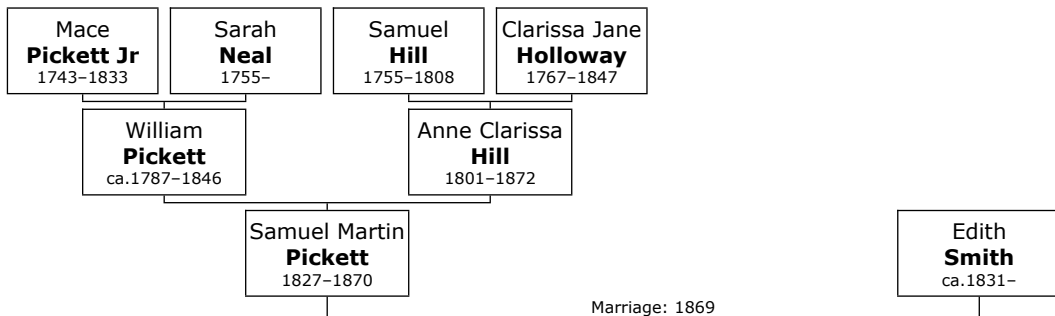 Mace
Pickett Jr
1743–1833
Sarah
Neal
1755–
Samuel
Hill
1755–1808
Clarissa Jane
Holloway
1767–1847
William
Pickett
ca.1787–1846
Anne Clarissa
Hill
1801–1872
Samuel Martin
Pickett
1827–1870
Edith
Smith
ca.1831–
Marriage: 1869